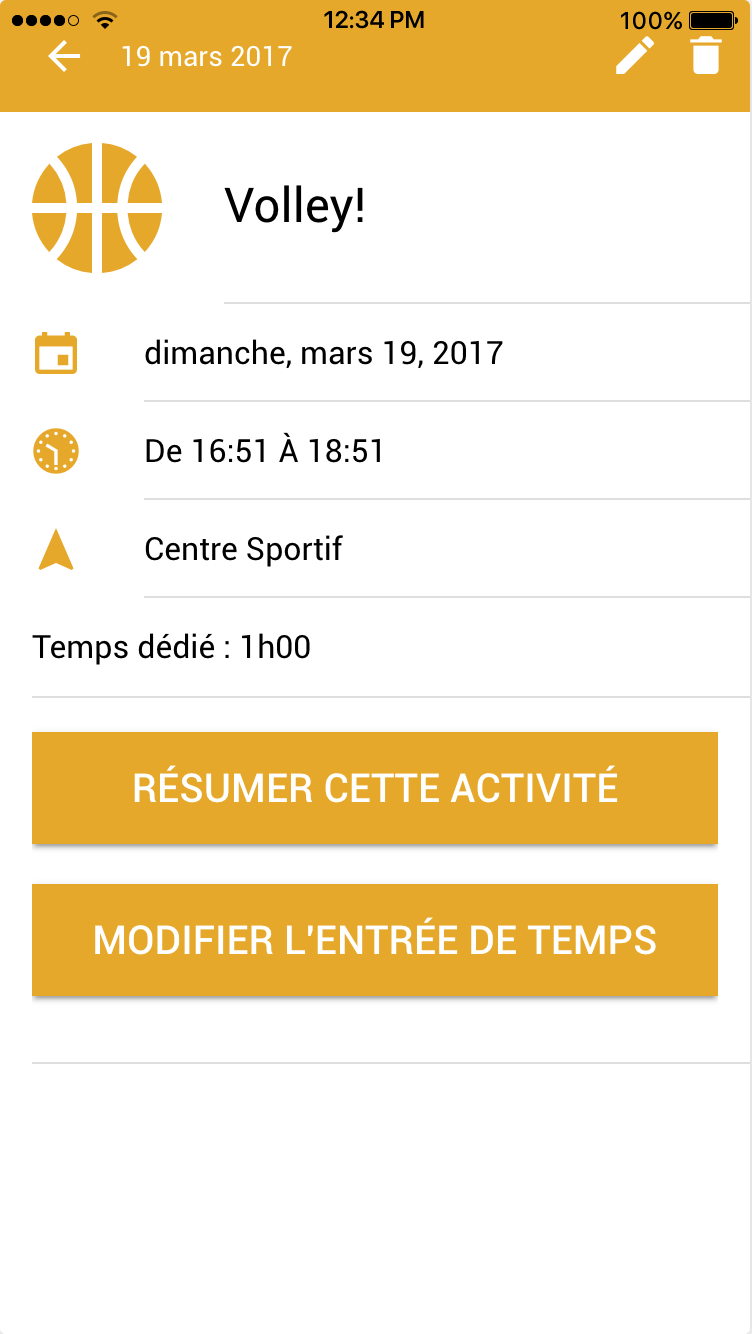 12:34 PM
100%
19 mars 2017
Volley!
dimanche, mars 19, 2017
De 16:51 À 18:51
Centre Sportif
Temps dédié : 1h00
RÉSUMER CETTE ACTIVITÉ
MODIFIER L'ENTRÉE DE TEMPS